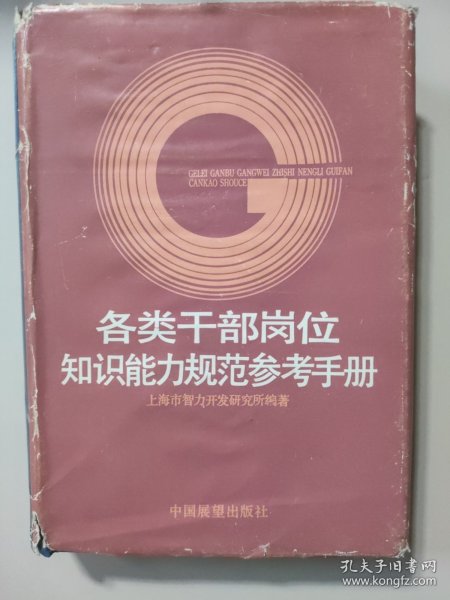 GELEI GANBU GANGWEI ZHISHI NENGLI GUIFAN
CANKAO SHOUCE
各类干部岗位
知识能力规范参考手册
上海市智力开发研究所编著
中国展望出版社
孔夫子旧书网
www.kongfz.com